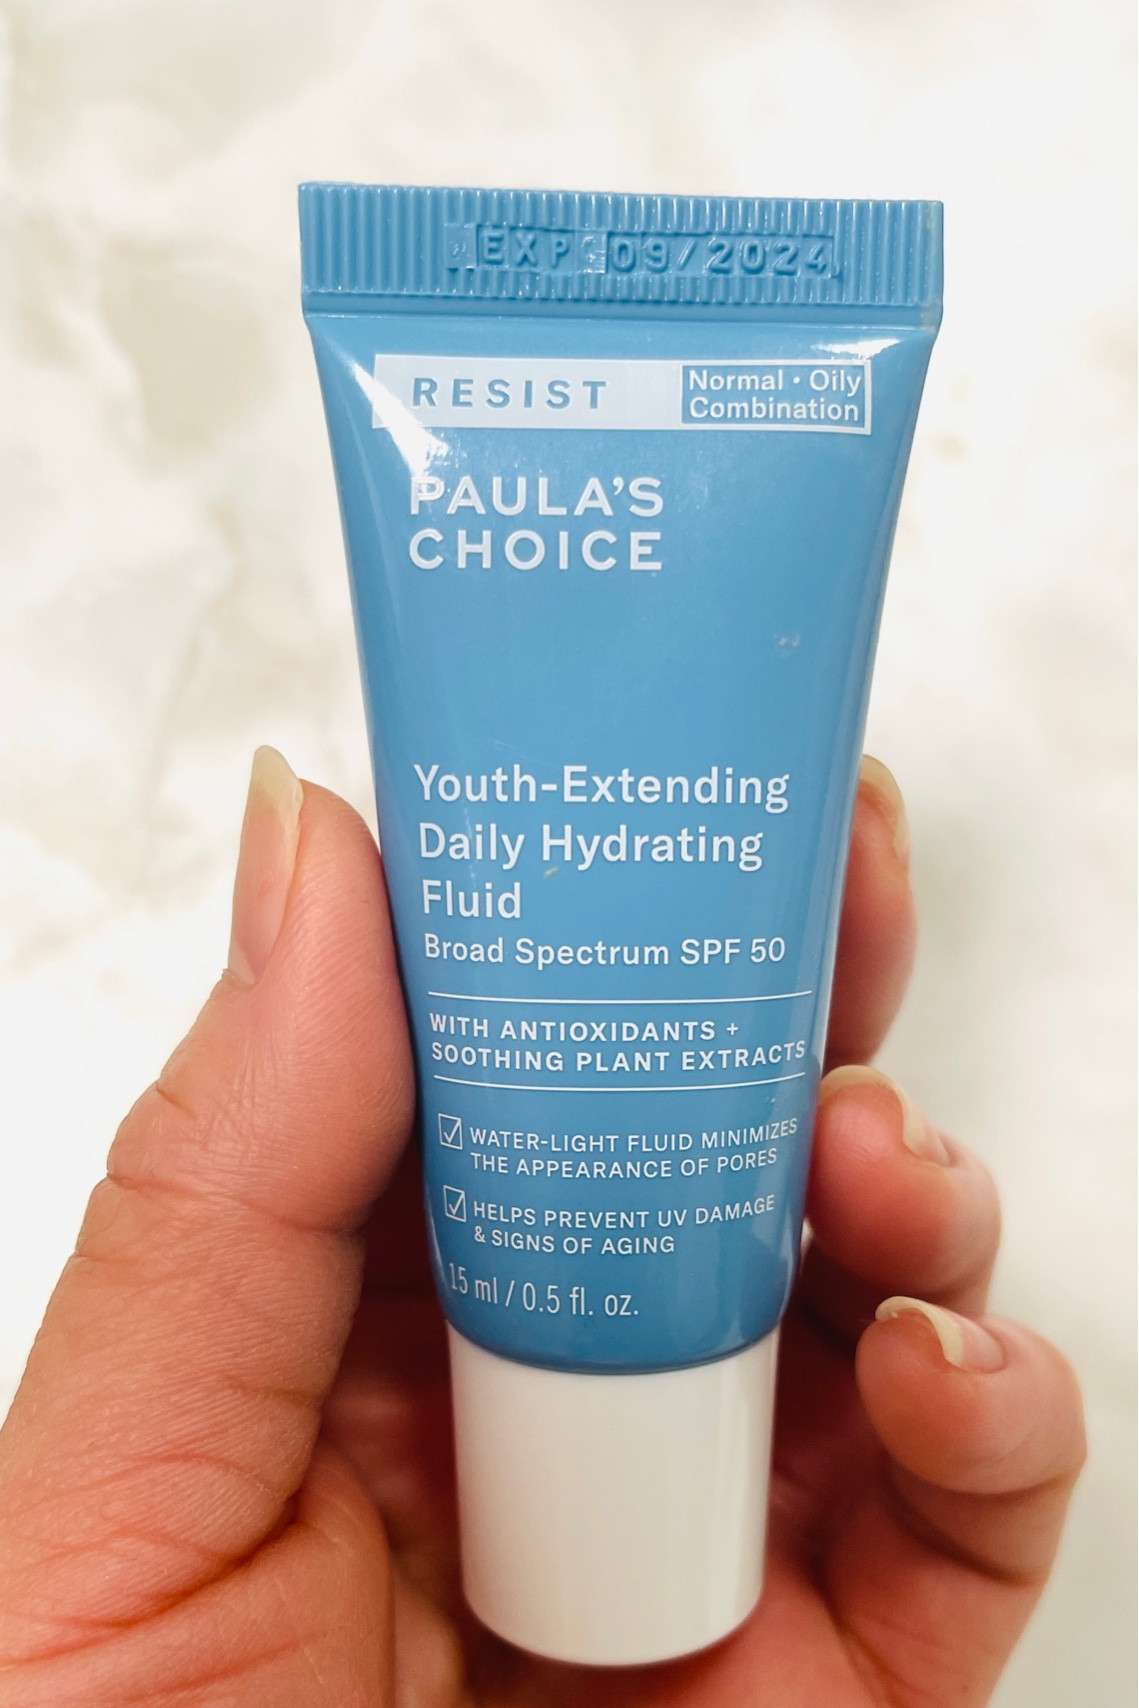 EXP 09/2024
RESIST
Normal • Oily
Combination
PAULA'S
CHOICE
Youth-Extending
Daily Hydrating
Fluid
Broad Spectrum SPF 50
WITH ANTIOXIDANTS +
SOOTHING PLANT EXTRACTS
WATER-LIGHT FLUID MINIMIZES
THE APPEARANCE OF PORES
HELPS PREVENT UV DAMAGE
& SIGNS OF AGING
15 ml / 0.5 fl. oz.